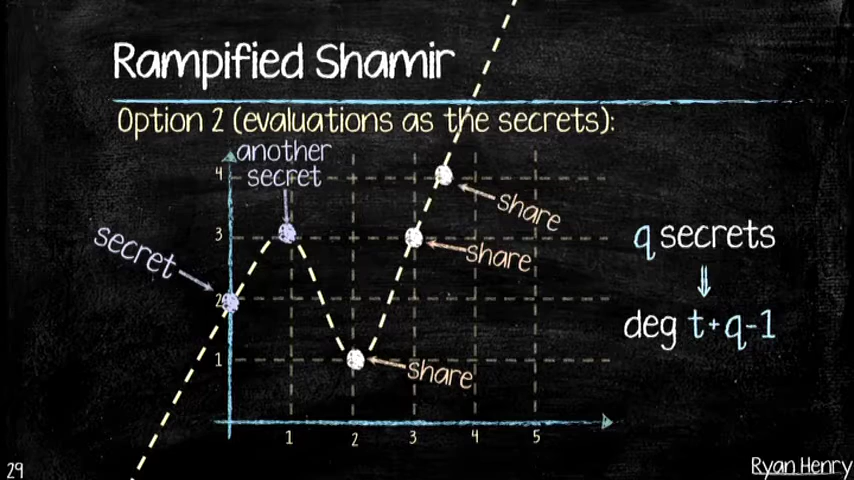 Rampified Shamir
Option 2 (evaluations as the secrets):
another
secret
4
share
secret
3
share
q secrets
⇓
2
deg t+q-1
1
share
1 2 3 4 5
29
Ryan Henry